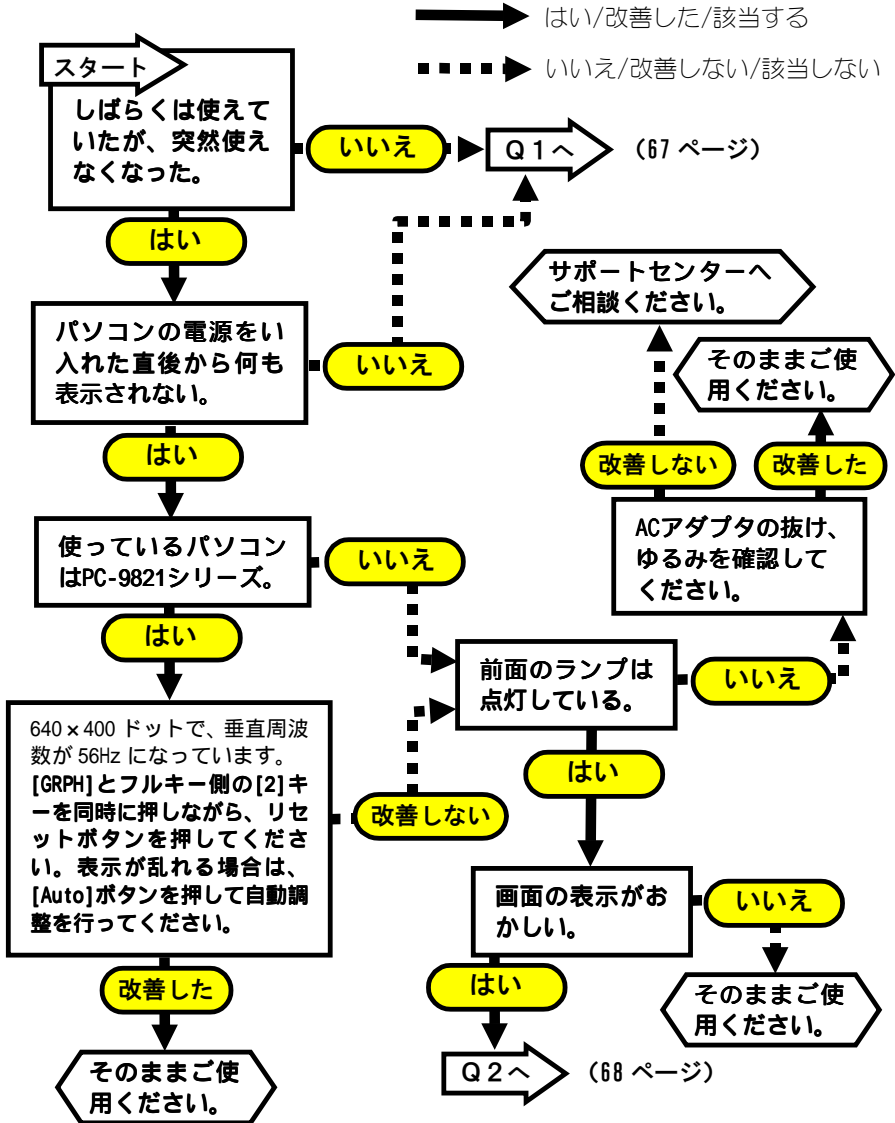 はい/改善した/該当する
いいえ/改善しない/該当しない
スタート
しばらくは使えて
いたが、突然使え
なくなった。
いいえ
Q1へ
（67 ページ）
はい
パソコンの電源をい
入れた直後から何も
表示されない。
いいえ
はい
使っているパソコン
はPC-9821シリーズ。
いいえ
はい
640×400 ドットで、垂直周波
数が 56Hz になっています。
[GRPH]とフルキー側の[2]キ
ーを同時に押しながら、リセ
ットボタンを押してくださ
い。表示が乱れる場合は、
[Auto]ボタンを押して自動調
整を行ってください。
改善しない
改善した
そのままご使
用ください。
サポートセンターへ
ご相談ください。
そのままご使
用ください。
改善しない
改善した
ACアダプタの抜け、
ゆるみを確認して
ください。
前面のランプは
点灯している。
いいえ
はい
画面の表示がお
かしい。
いいえ
はい
そのままご使
用ください。
Q2へ
（68 ページ）